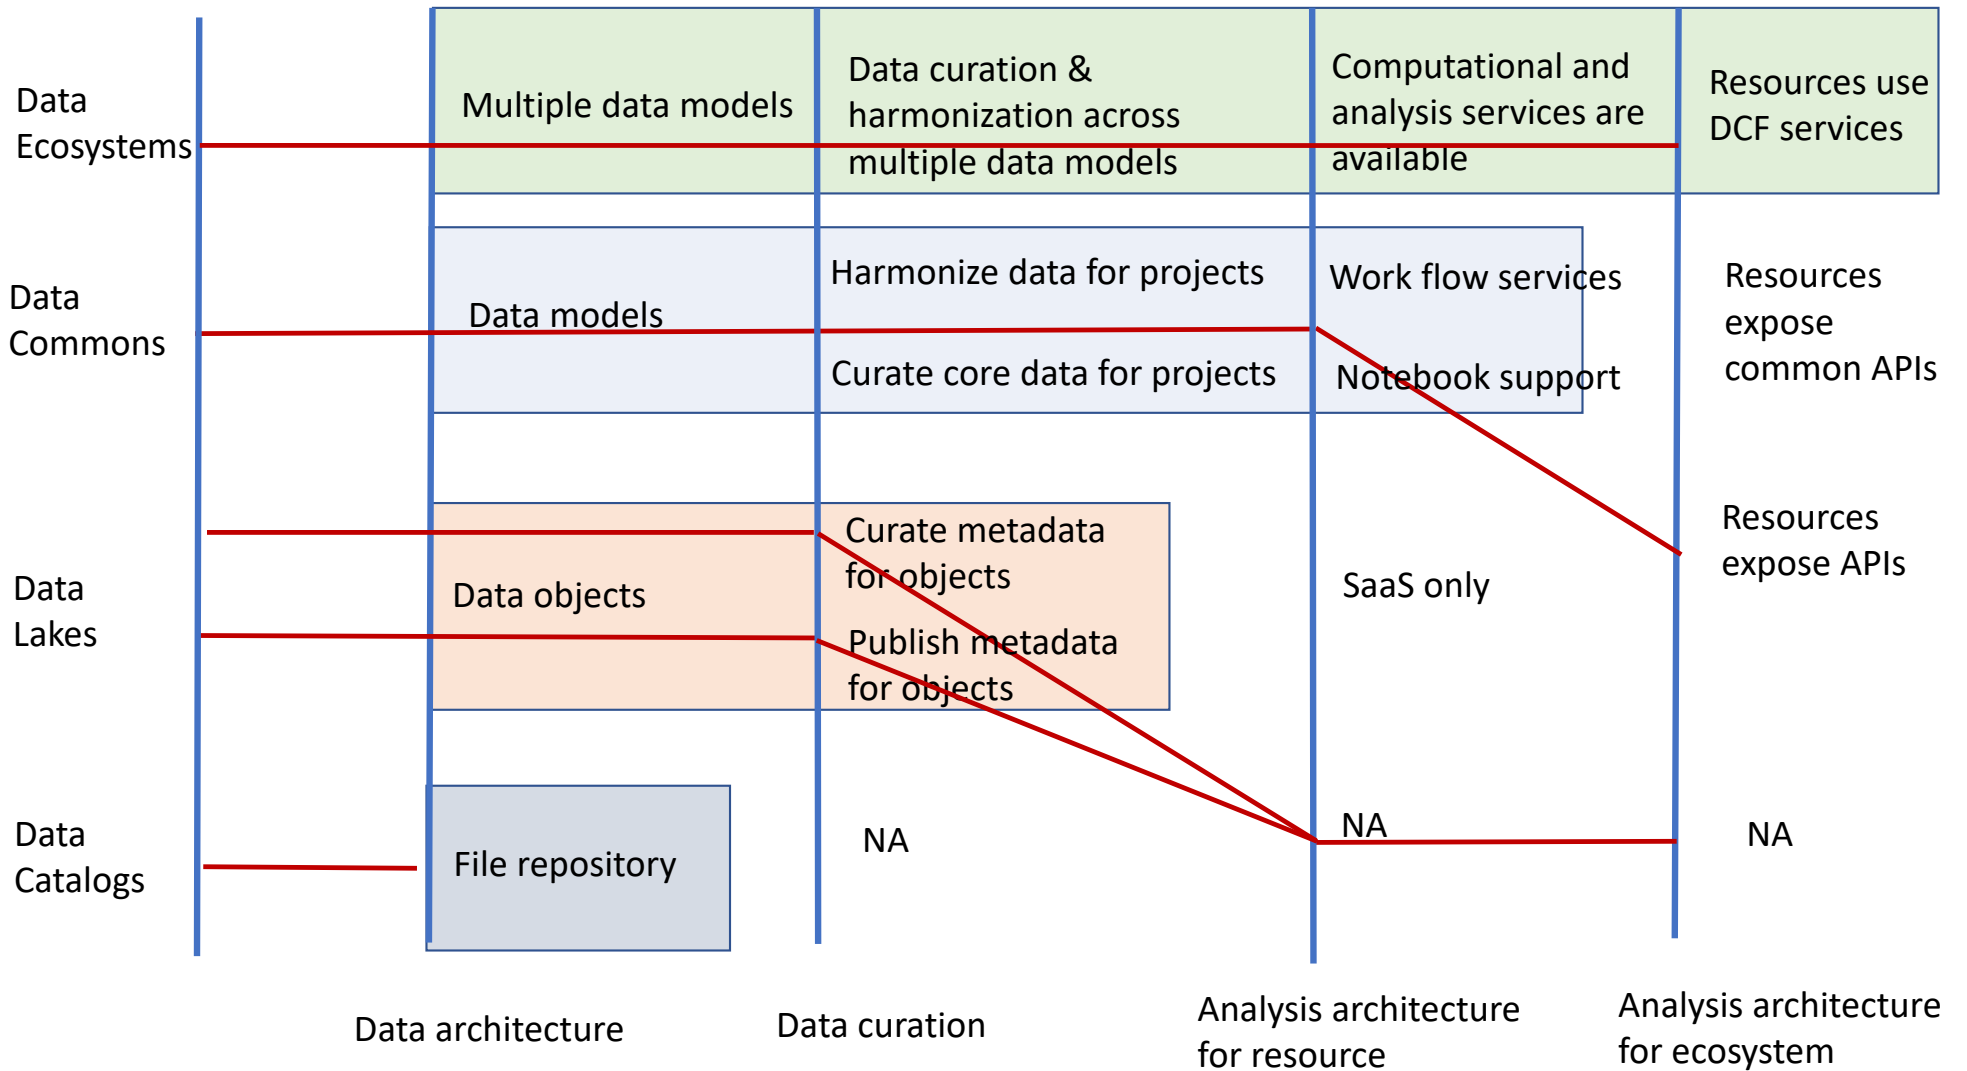 Data
Ecosystems
Multiple data models
Data curation &
harmonization across
multiple data models
Computational and
analysis services are
available
Resources use
DCF services
Data
Commons
Data models
Harmonize data for projects
Curate core data for projects
Work flow services
Notebook support
Resources
expose
common APIs
Data
Lakes
Data objects
Curate metadata
for objects
Publish metadata
for objects
SaaS only
Resources
expose APIs
Data
Catalogs
File repository
NA
NA
NA
Data architecture
Data curation
Analysis architecture
for resource
Analysis architecture
for ecosystem